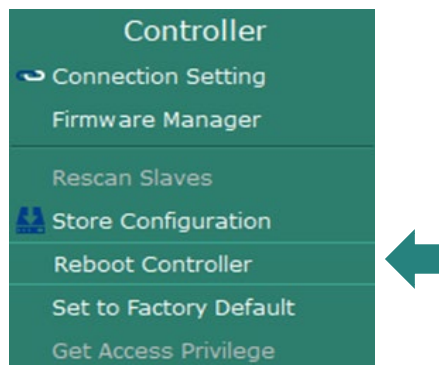 Controller
Connection Setting
Firmware Manager
Rescan Slaves
Store Configuration
Reboot Controller
Set to Factory Default
Get Access Privilege